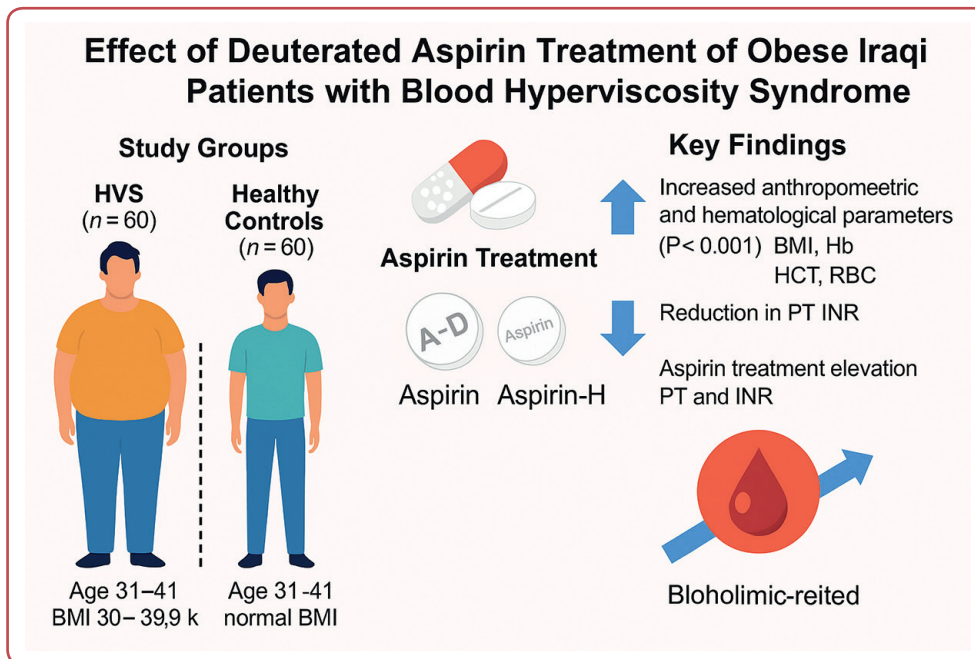 Effect of Deuterated Aspirin Treatment of Obese Iraqi
Patients with Blood Hyperviscosity Syndrome
Study Groups
HVS
(n = 60)
Healthy
Controls
(n = 60)
Age 31–41
BMI 30– 39,9 k
Age 31 -41
normal BMI
Aspirin Treatment
A-D
Aspirin
Aspirin
Aspirin-H
Key Findings
Increased anthropomeetric
and hematological parameters
(P< 0.001) BMI, Hb
HCT, RBC
Reduction in PT INR
Aspirin treatment elevation
PT and INR
Bloholimic-reited